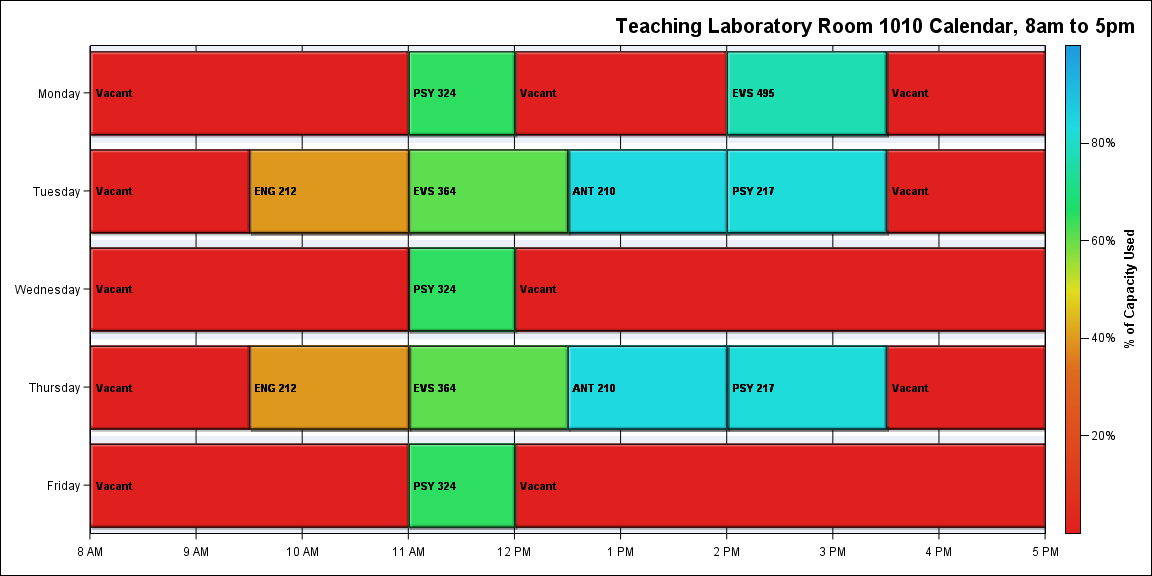 Teaching Laboratory Room 1010 Calendar, 8am to 5pm
Monday
Vacant
PSY 324
Vacant
EVS 495
Vacant
Tuesday
Vacant
ENG 212
EVS 364
ANT 210
PSY 217
Vacant
Wednesday
Vacant
PSY 324
Vacant
Thursday
Vacant
ENG 212
EVS 364
ANT 210
PSY 217
Vacant
Friday
Vacant
PSY 324
Vacant
8 AM
9 AM
10 AM
11 AM
12 PM
1 PM
2 PM
3 PM
4 PM
5 PM
80%
60%
40%
20%
% of Capacity Used